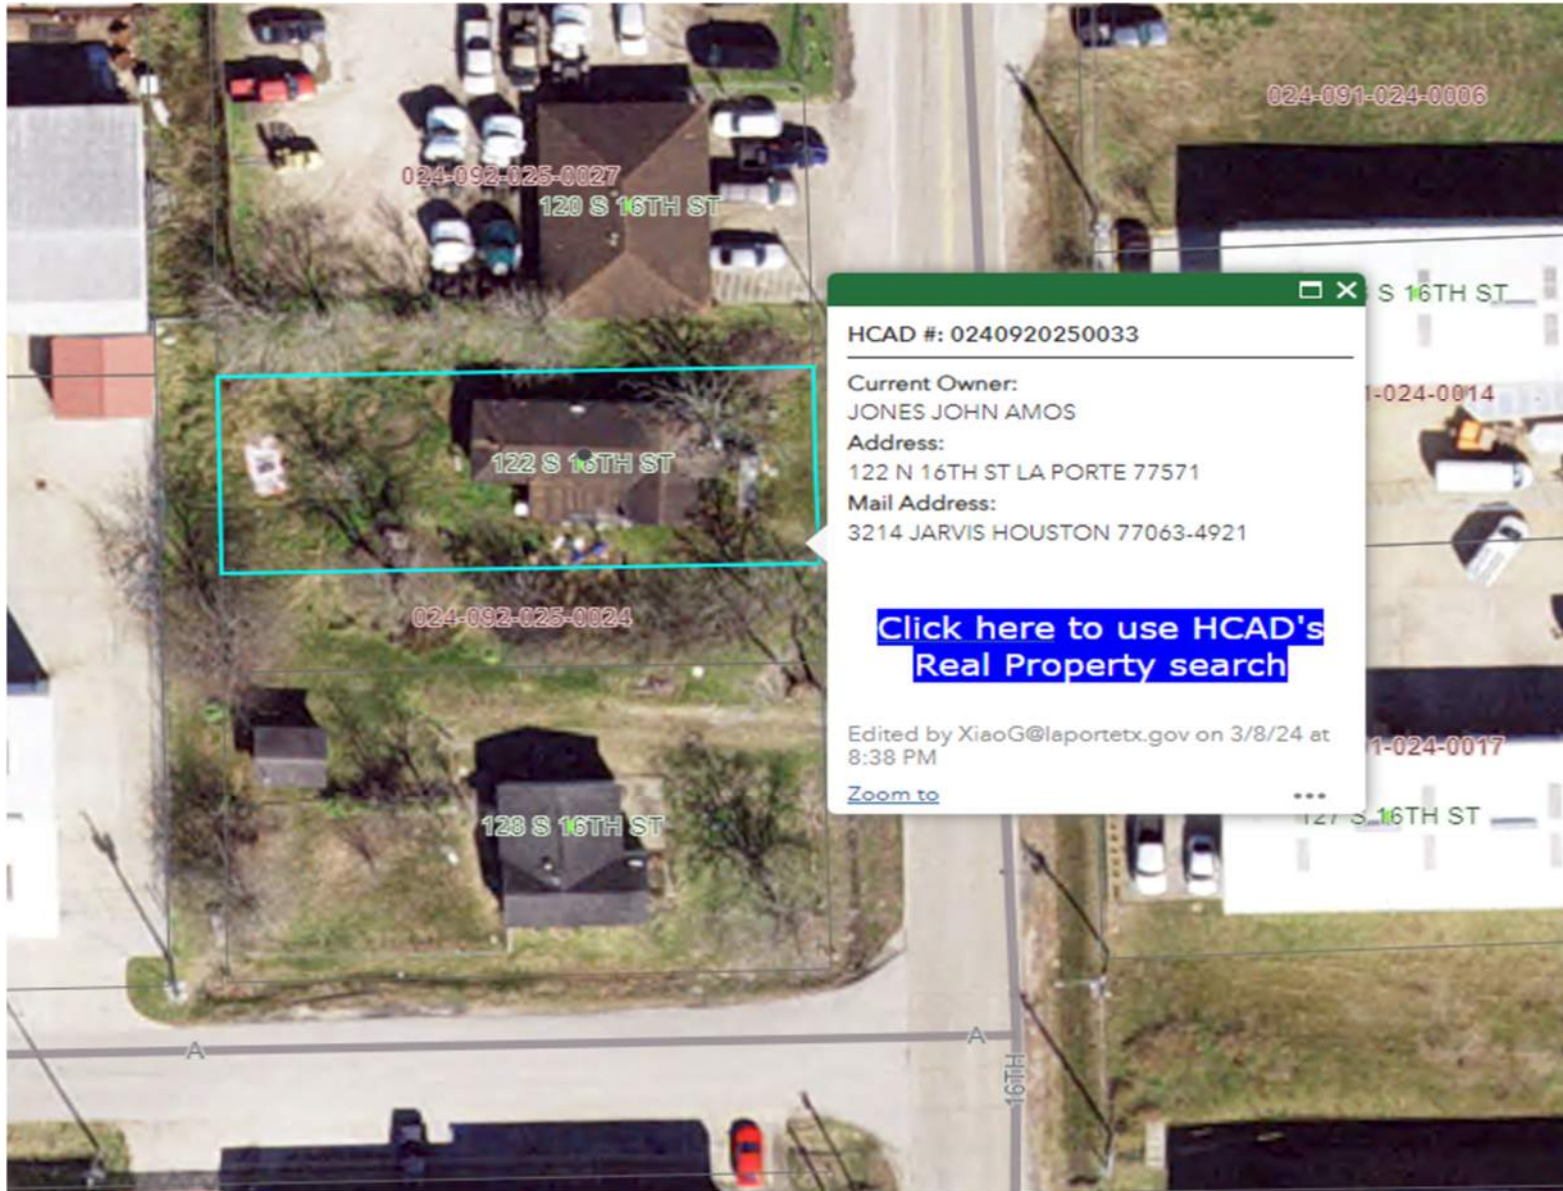 024-091-024-0006
024-092-025-0027
120 S 16TH ST
S 16TH ST
HCAD #: 0240920250033
Current Owner:
JONES JOHN AMOS
Address:
122 N 16TH ST LA PORTE 77571
Mail Address:
3214 JARVIS HOUSTON 77063-4921
Click here to use HCAD's
Real Property search
Edited by XiaoG@laportetx.gov on 3/8/24 at
8:38 PM
Zoom to
1-024-0014
122 S 16TH ST
024-092-025-0024
1-024-0017
127 S 16TH ST
128 S 16TH ST
A
A
16TH